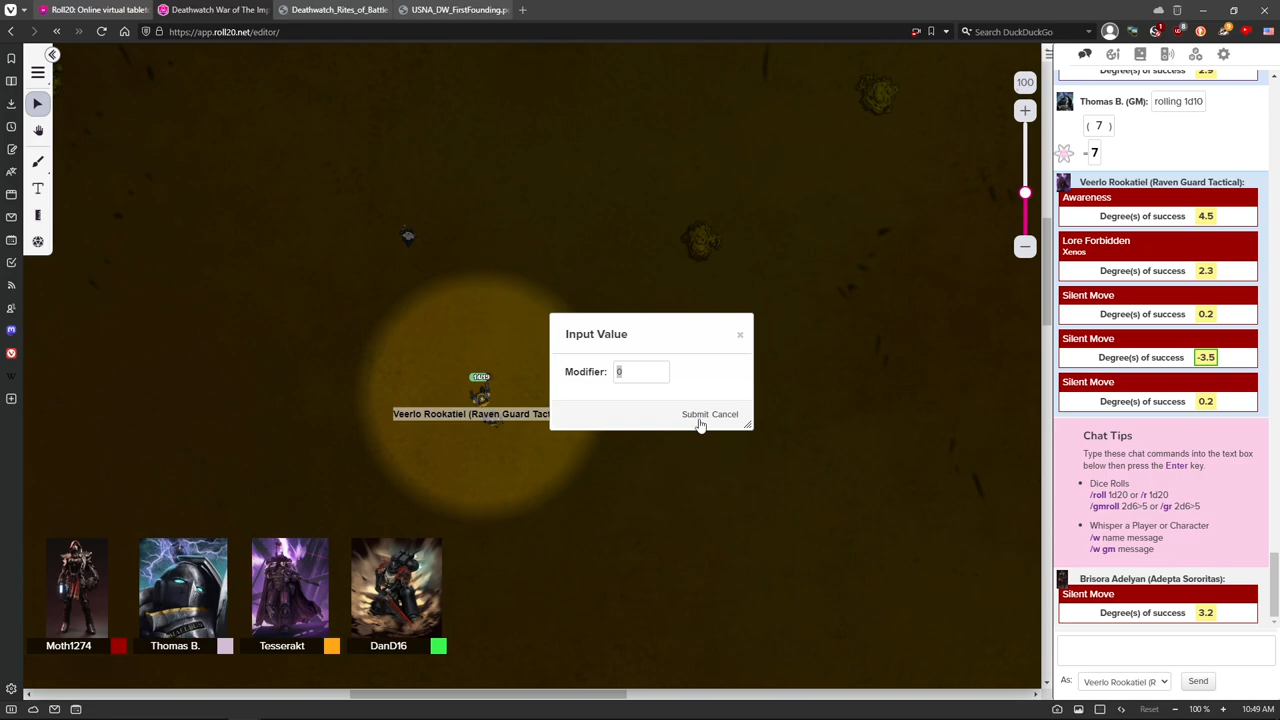 Roll20: Online virtual tablet
Deathwatch War of The Imp
Deathwatch_Rites_of_Battle
USNA_DW_FirstFounding.p
https://app.roll20.net/editor/
Search DuckDuckGo
100
2.9
Thomas B. (GM): rolling 1d10
( 7 )
=7
Veerlo Rookatiel (Raven Guard Tactical):
Awareness
Degree(s) of success 4.5
Lore Forbidden
Xenos
Degree(s) of success 2.3
Silent Move
Degree(s) of success 0.2
Silent Move
Degree(s) of success -3.5
Silent Move
Degree(s) of success 0.2
Chat Tips
Type these chat commands into the text box
below then press the Enter key.
Dice Rolls
/roll 1d20 or /r 1d20
/gmroll 2d6>5 or /gr 2d6>5
Whisper a Player or Character
/w name message
/w gm message
Brisora Adelyan (Adepta Sororitas):
Silent Move
Degree(s) of success 3.2
As: Veerlo Rookatiel (R
Send
Input Value
Modifier: 0
Submit Cancel
Veerlo Rookatiel (Raven Guard Tact
Moth1274
Thomas B.
Tesserakt
DanD16
Reset 100 % 10:49 AM